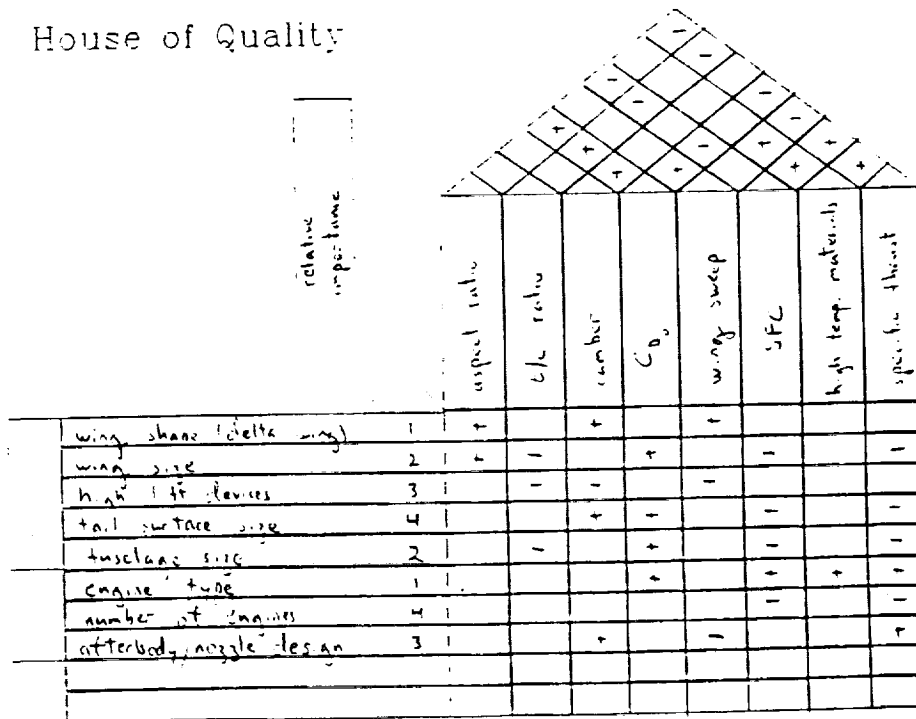 House of Quality
relative
importance
aspect ratio
t/c ratio
camber
C_D₀
wing sweep
SFC
high temp. materials
specific thrust
- 
- -
- - -
+ - -
+ - + +
+ + + +
wing shape (delta wing) 1 + + +
wing size 2 + - + - -
high lift devices 3 - - -
tail surface size 4 + + - -
fuselage size 2 - + - -
engine type 1 + + + +
number of engines 4 - -
afterbody/nozzle design 3 + - +